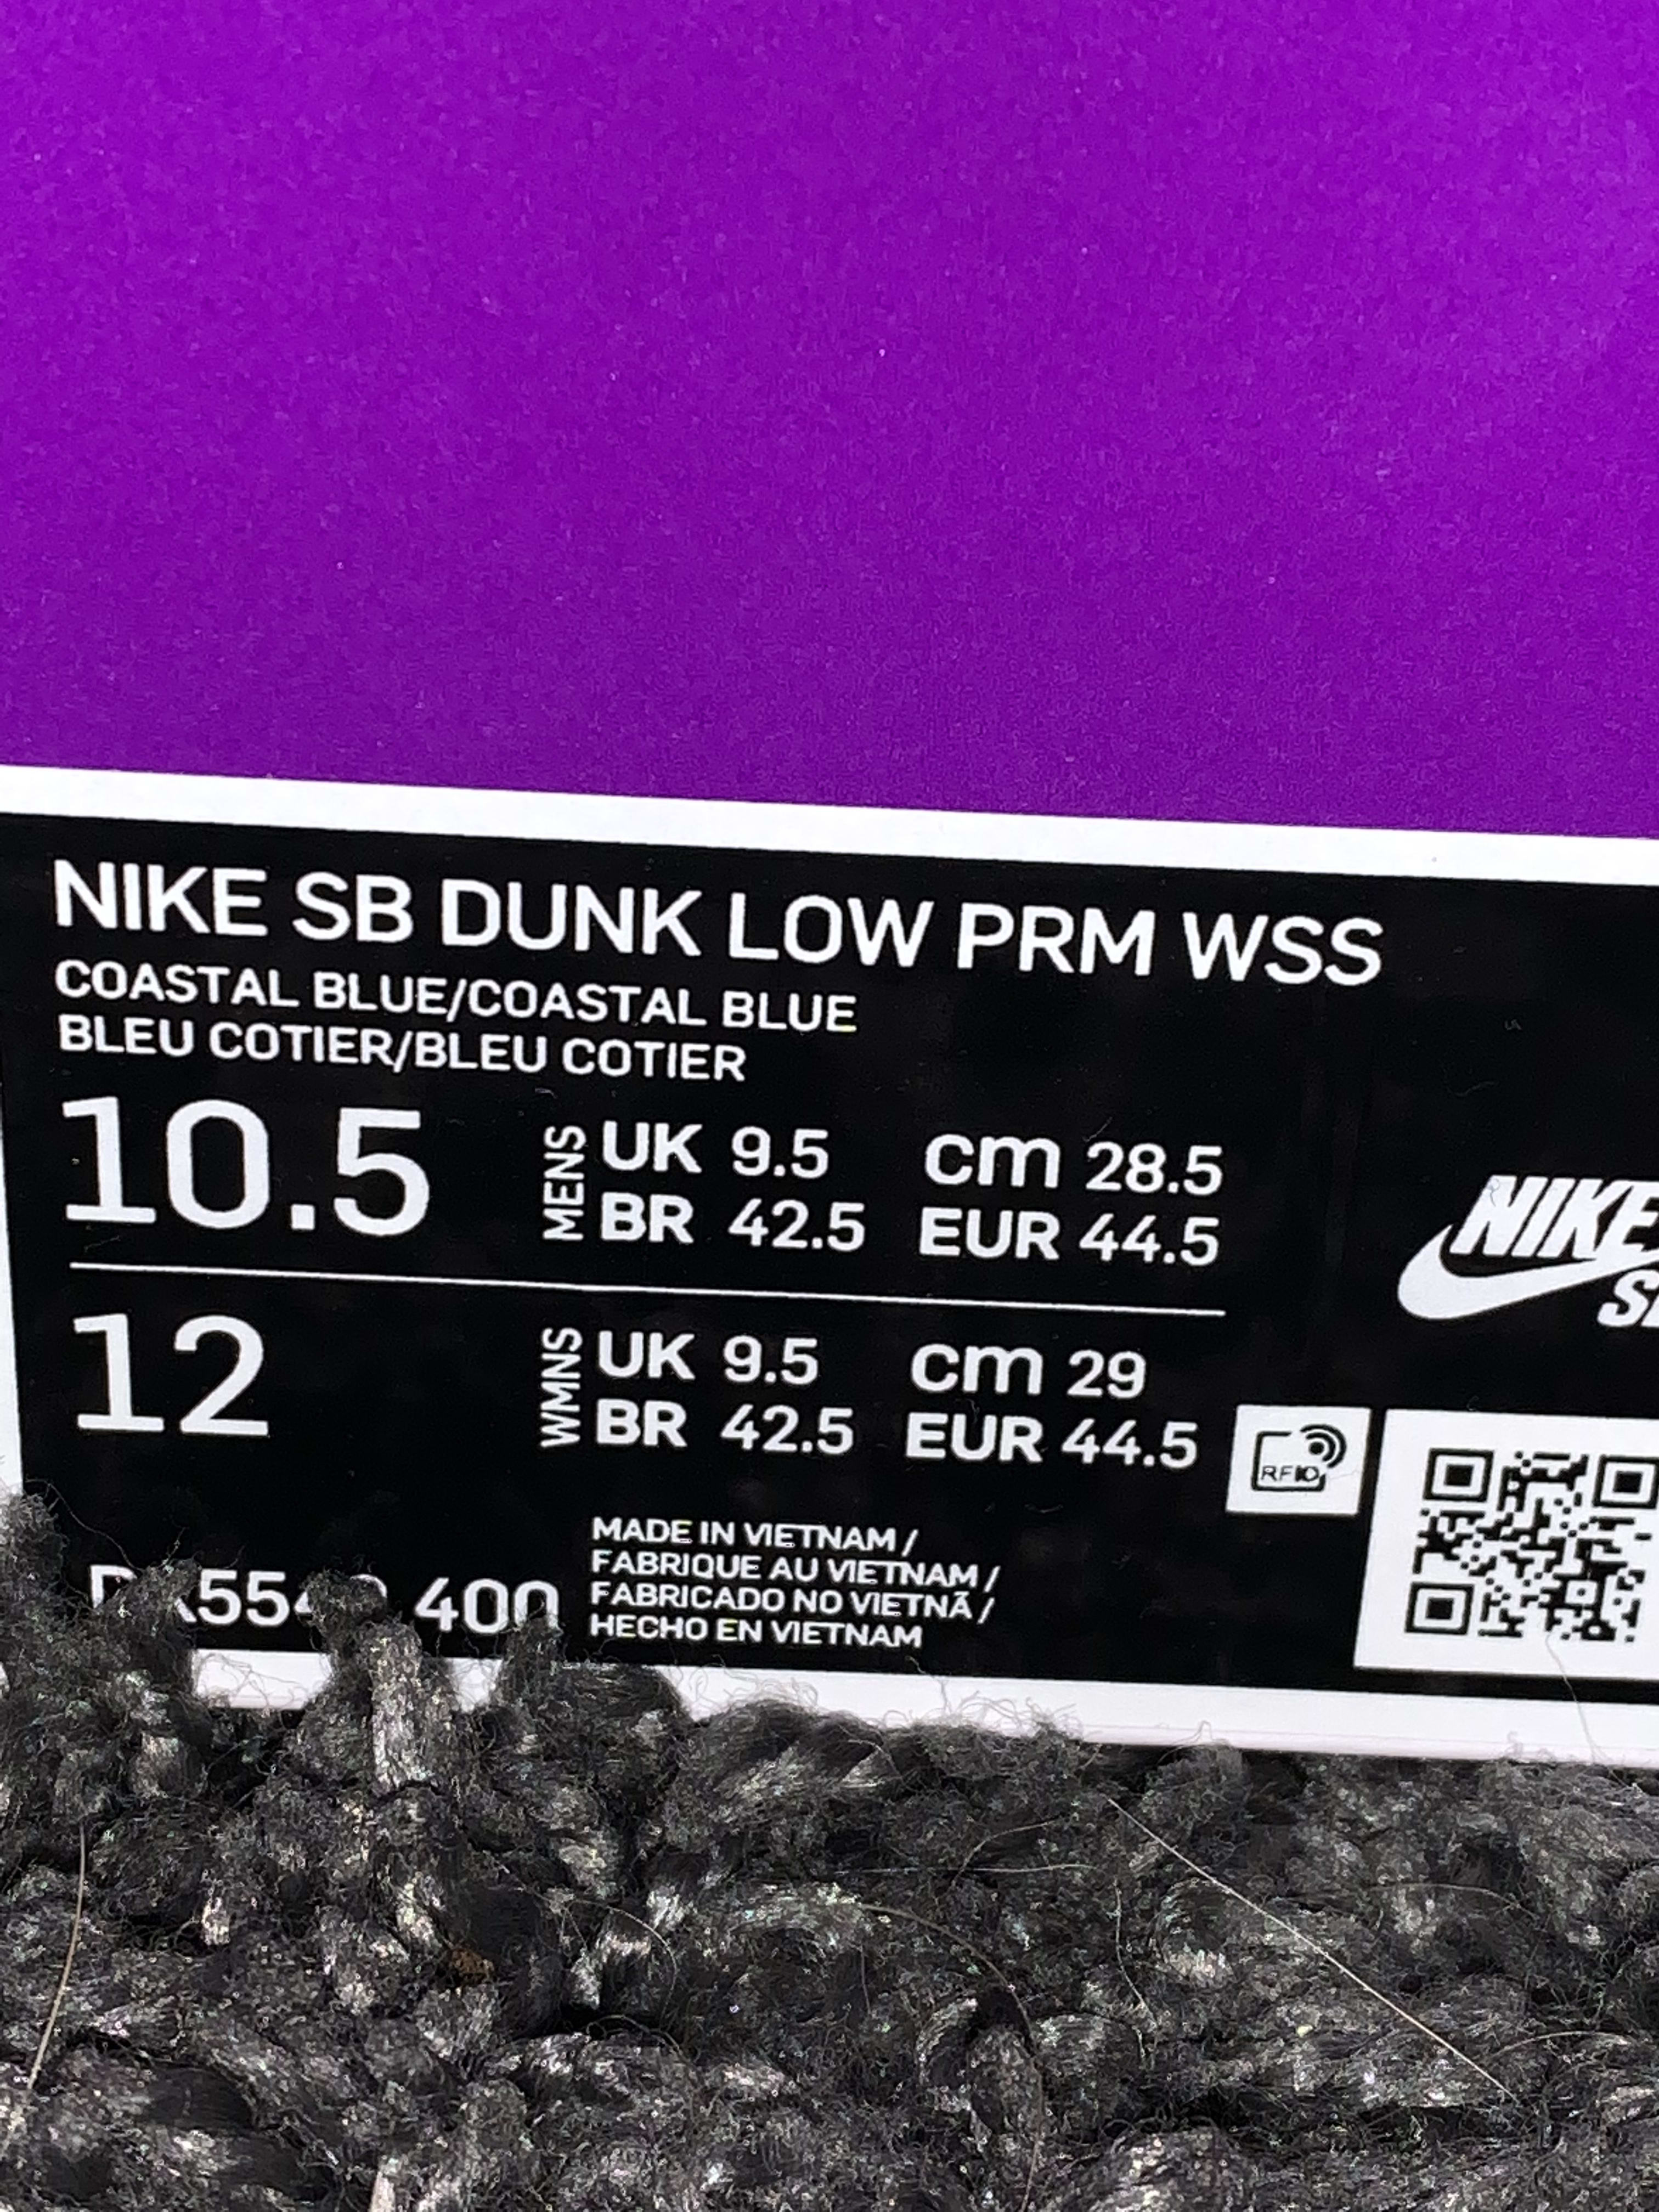 NIKE SB DUNK LOW PRM WSS
COASTAL BLUE/COASTAL BLUE
BLEU COTIER/BLEU COTIER
10.5 MENS UK 9.5 cm 28.5
BR 42.5 EUR 44.5
12 WMNS UK 9.5 cm 29
BR 42.5 EUR 44.5
NIKE
RFID
400
MADE IN VIETNAM /
FABRIQUE AU VIETNAM /
FABRICADO NO VIETNÃ /
HECHO EN VIETNAM